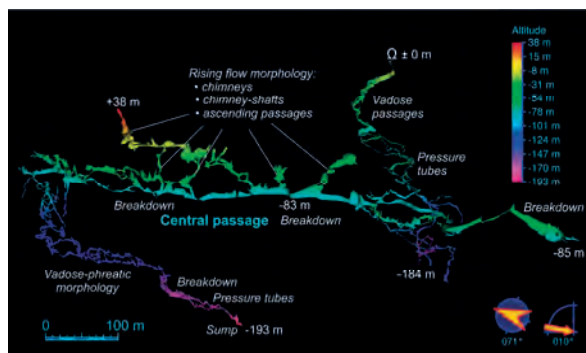 Altitude
38 m
15 m
-8 m
-31 m
-54 m
-78 m
-101 m
-124 m
-147 m
-170 m
-193 m
Ω ± 0 m
Rising flow morphology:
• chimneys
• chimney-shafts
• ascending passages
+38 m
Vadose
passages
Pressure
tubes
Breakdown
-83 m
Central passage
Breakdown
Breakdown
-85 m
-184 m
Vadose-phreatic
morphology
Breakdown
Pressure tubes
Sump
-193 m
0
100 m
071°
010°